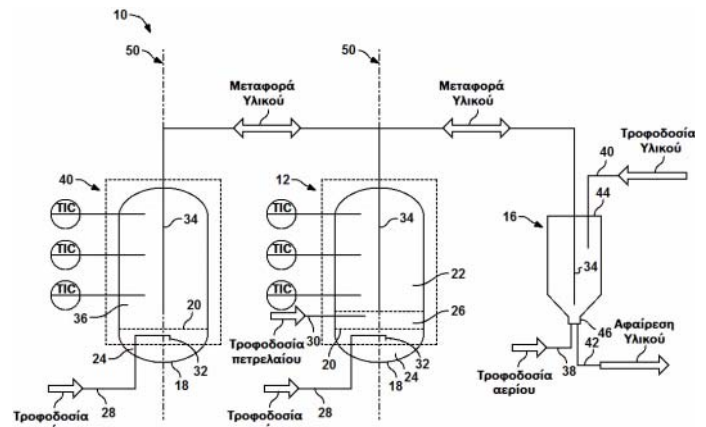 10
50
50
Μεταφορά
Υλικού
Μεταφορά
Υλικού
Τροφοδοσία
Υλικού
40
44
40
12
16
TIC
TIC
TIC
TIC
TIC
TIC
34
34
34
22
36
20
26
Τροφοδοσία
πετρελαίου
30
20
24
32
18
24
32
18
46
Αφαίρεση
Υλικού
42
38
Τροφοδοσία
αερίου
28
Τροφοδοσία
28
Τροφοδοσία